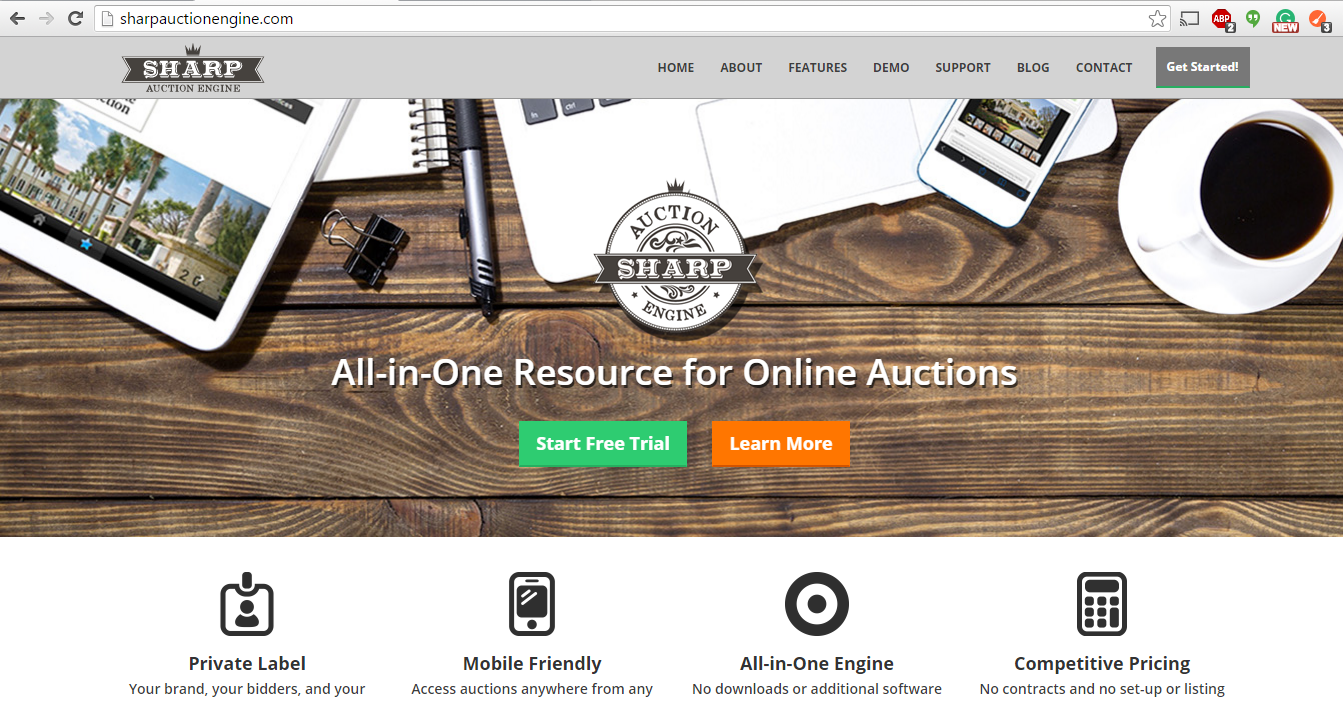 sharpauctionengine.com
ABP
2
NEW
3
SHARP
AUCTION ENGINE
HOME
ABOUT
FEATURES
DEMO
SUPPORT
BLOG
CONTACT
Get Started!
ction
ctrl
AUCTION
SHARP
ENGINE
All-in-One Resource for Online Auctions
Start Free Trial
Learn More
Private Label
Mobile Friendly
All-in-One Engine
Competitive Pricing
Your brand, your bidders, and your
Access auctions anywhere from any
No downloads or additional software
No contracts and no set-up or listing